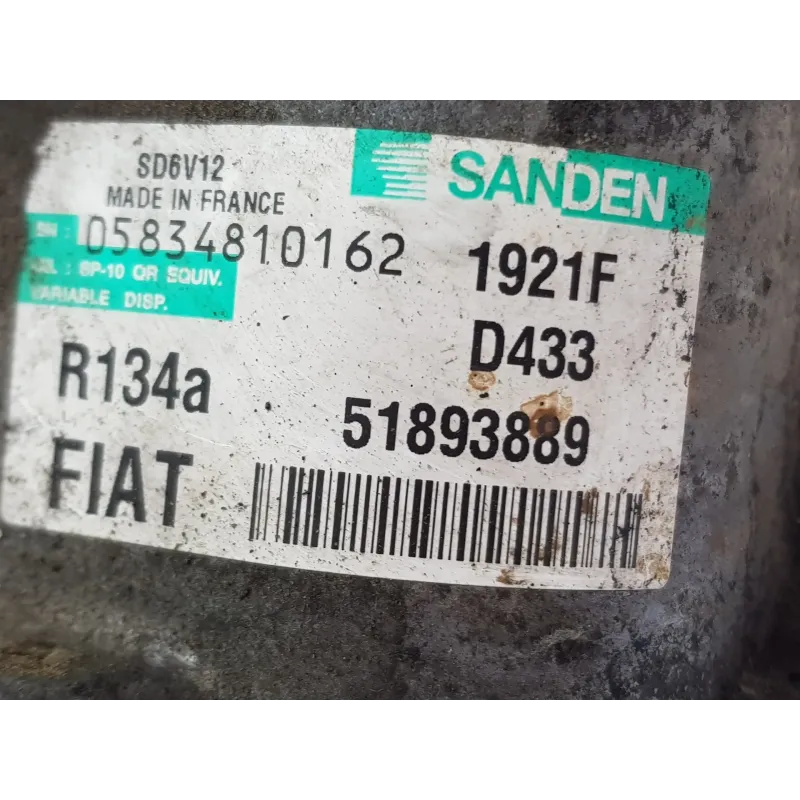 SD6V12
MADE IN FRANCE
SANDEN
SN : 05834810162
OIL : SP-10 OR EQUIV.
VARIABLE DISP.
1921F
D433
R134a
51893889
FIAT